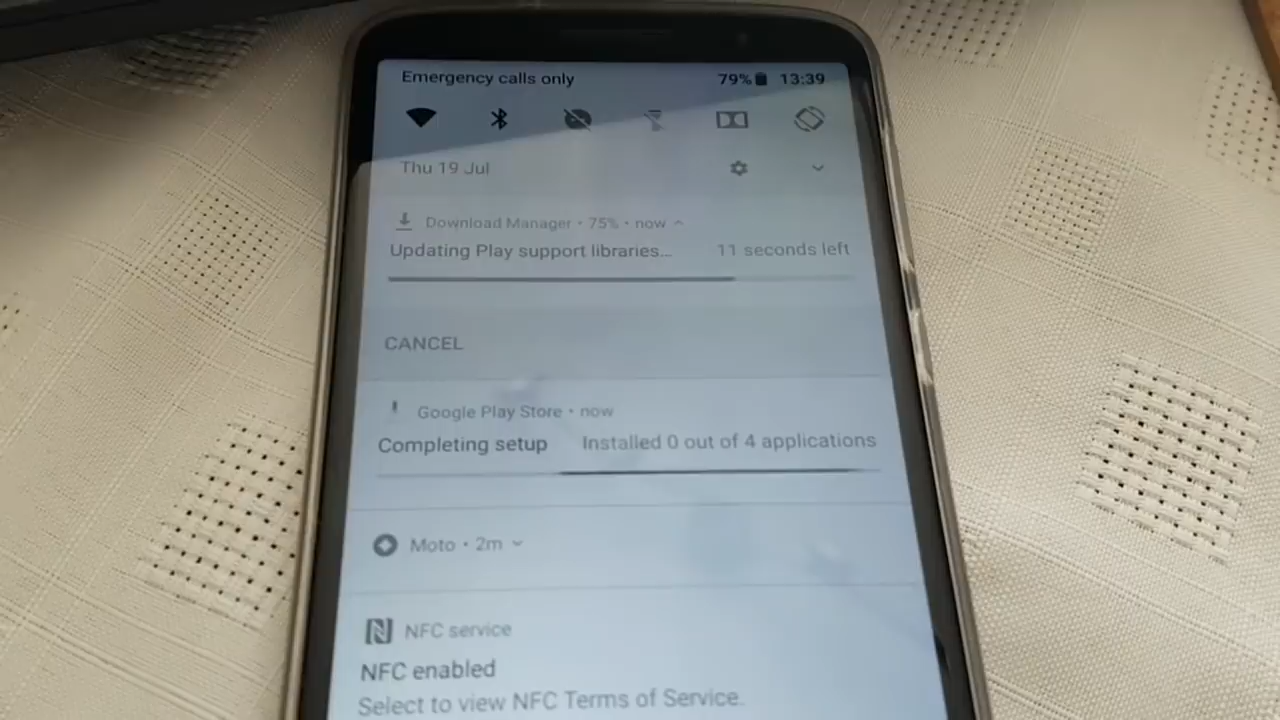 Emergency calls only 79% 13:39
Thu 19 Jul
Download Manager • 75% • now
Updating Play support libraries... 11 seconds left
CANCEL
Google Play Store • now
Completing setup Installed 0 out of 4 applications
Moto • 2m
NFC service
NFC enabled
Select to view NFC Terms of Service.